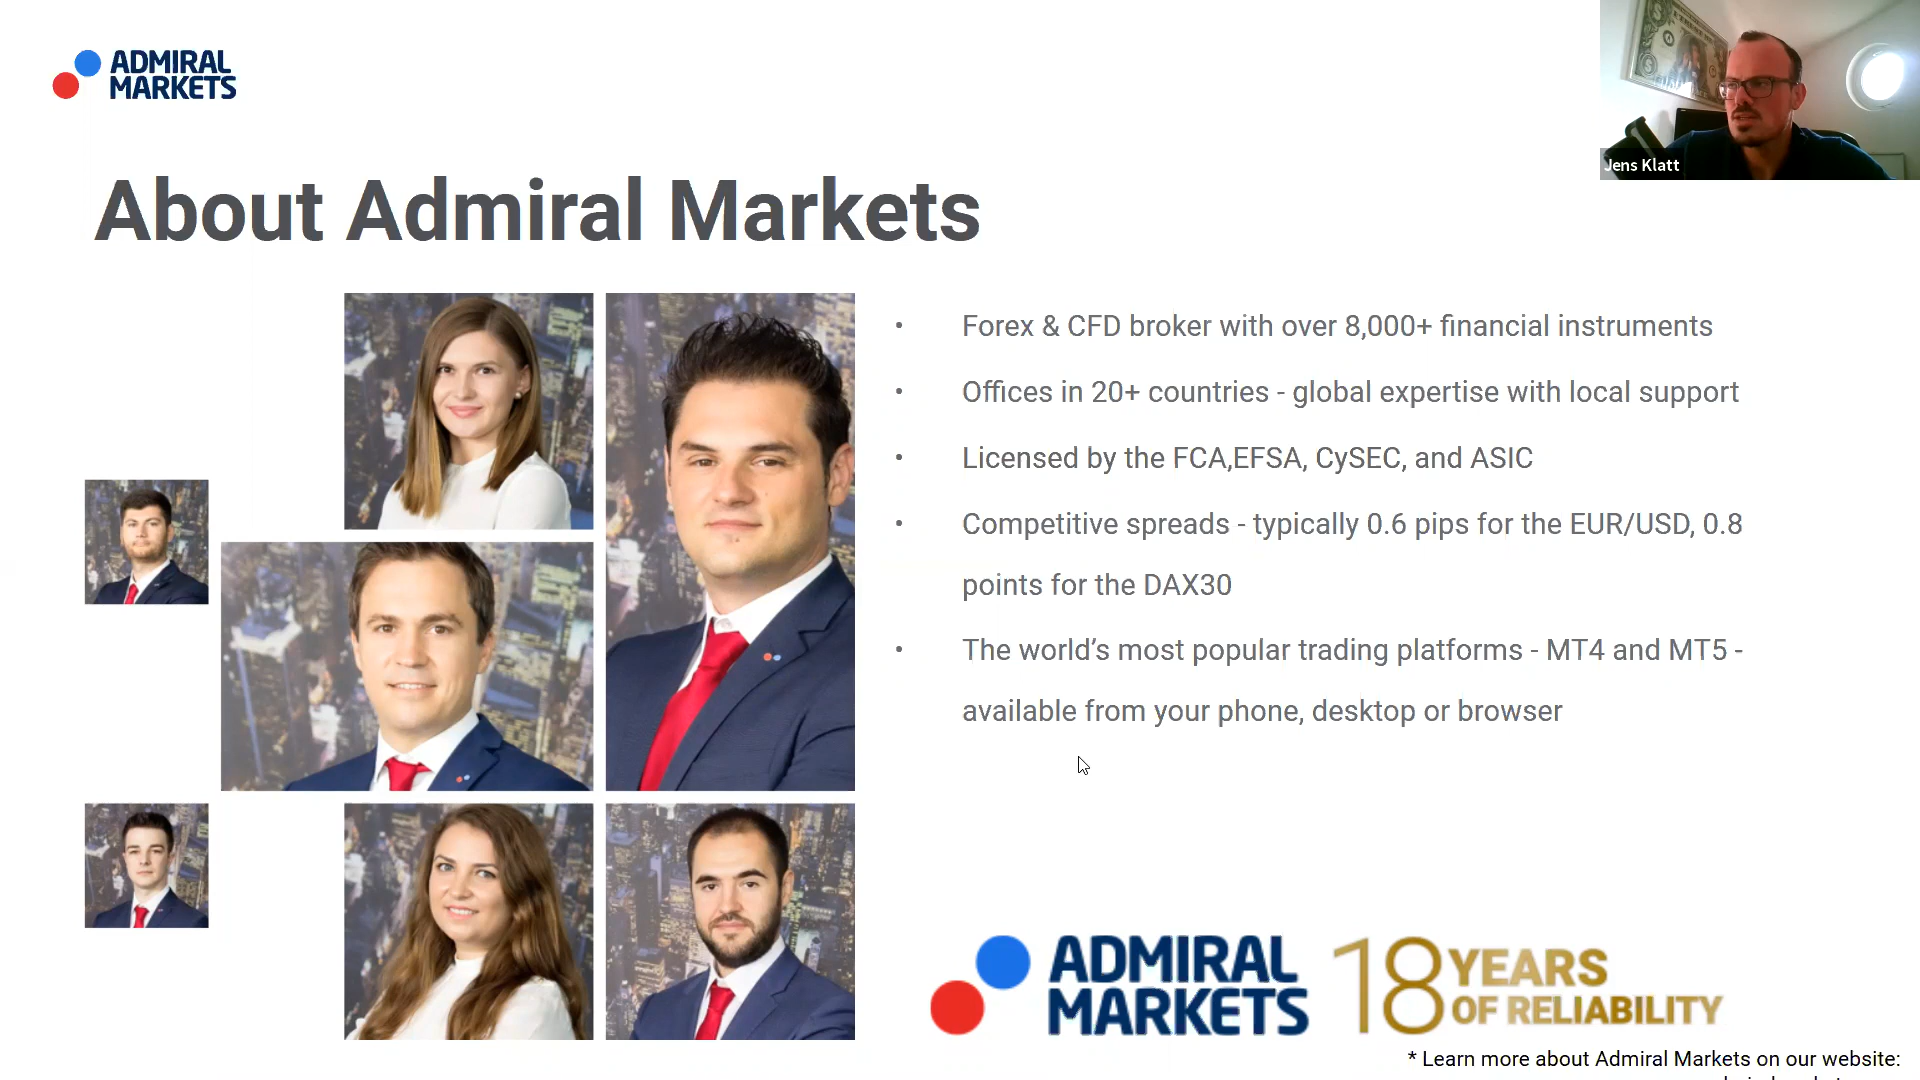 ADMIRAL
MARKETS
Jens Klatt
About Admiral Markets
• Forex & CFD broker with over 8,000+ financial instruments
• Offices in 20+ countries - global expertise with local support
• Licensed by the FCA,EFSA, CySEC, and ASIC
• Competitive spreads - typically 0.6 pips for the EUR/USD, 0.8
points for the DAX30
• The world’s most popular trading platforms - MT4 and MT5 -
available from your phone, desktop or browser
ADMIRAL
MARKETS
18 YEARS
OF RELIABILITY
* Learn more about Admiral Markets on our website: